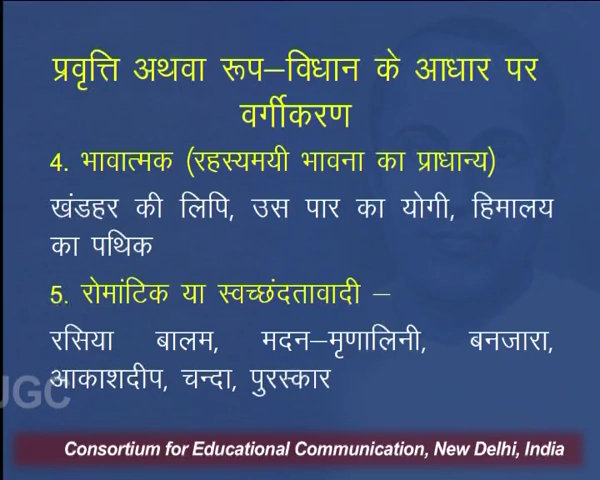 प्रवृत्ति अथवा रूप–विधान के आधार पर
वर्गीकरण
4. भावात्मक (रहस्यमयी भावना का प्राधान्य)
खंडहर की लिपि, उस पार का योगी, हिमालय
का पथिक
5. रोमांटिक या स्वच्छंदतावादी –
रसिया बालम, मदन–मृणालिनी, बनजारा,
आकाशदीप, चन्दा, पुरस्कार
UGC
Consortium for Educational Communication, New Delhi, India